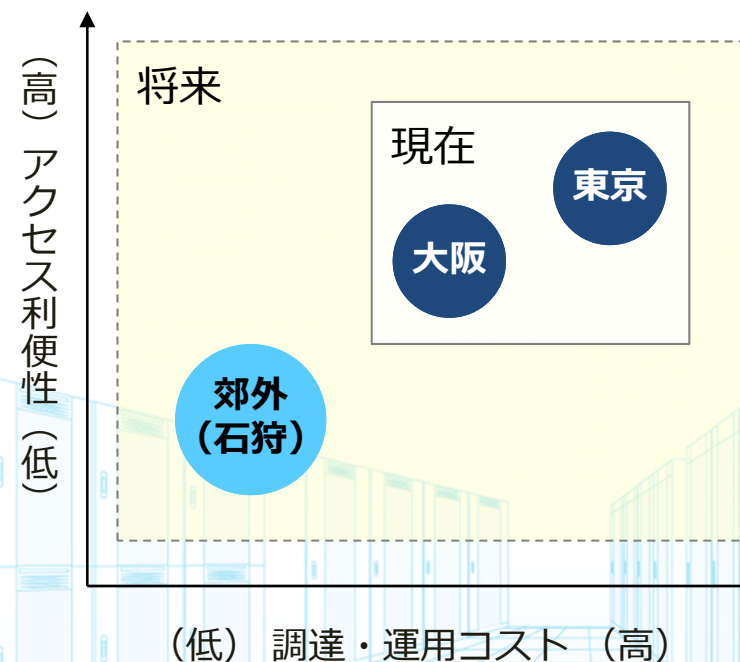 （高）アクセス利便性（低）
将来
現在
東京
大阪
郊外
（石狩）
（低） 調達・運用コスト （高）